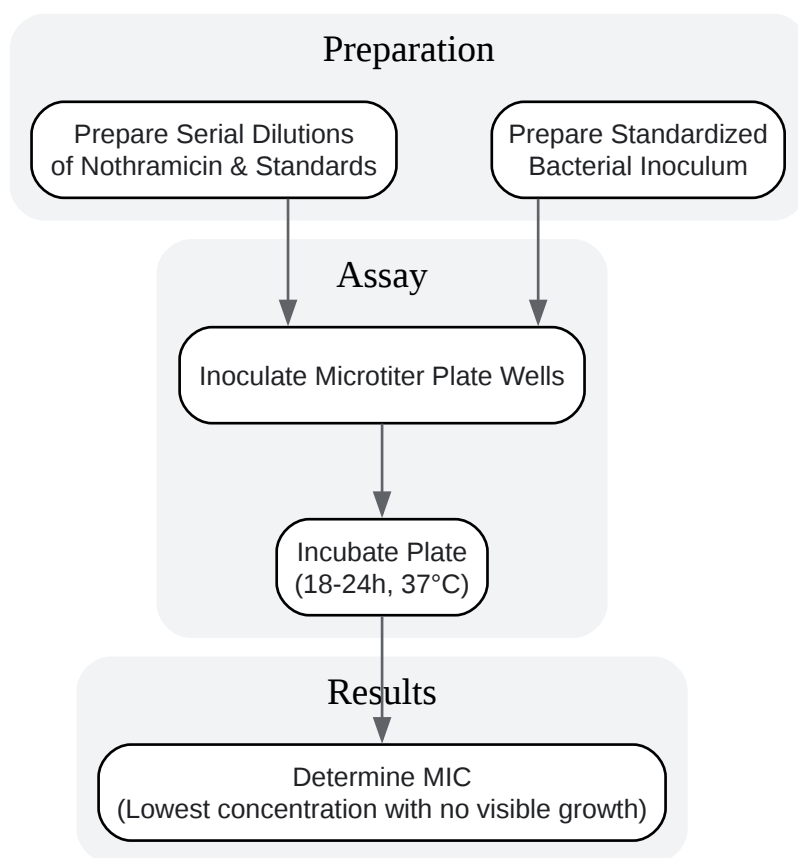 Preparation
Prepare Serial Dilutions
of Nothramicin & Standards
Prepare Standardized
Bacterial Inoculum
Assay
Inoculate Microtiter Plate Wells
Incubate Plate
(18-24h, 37°C)
Results
Determine MIC
(Lowest concentration with no visible growth)